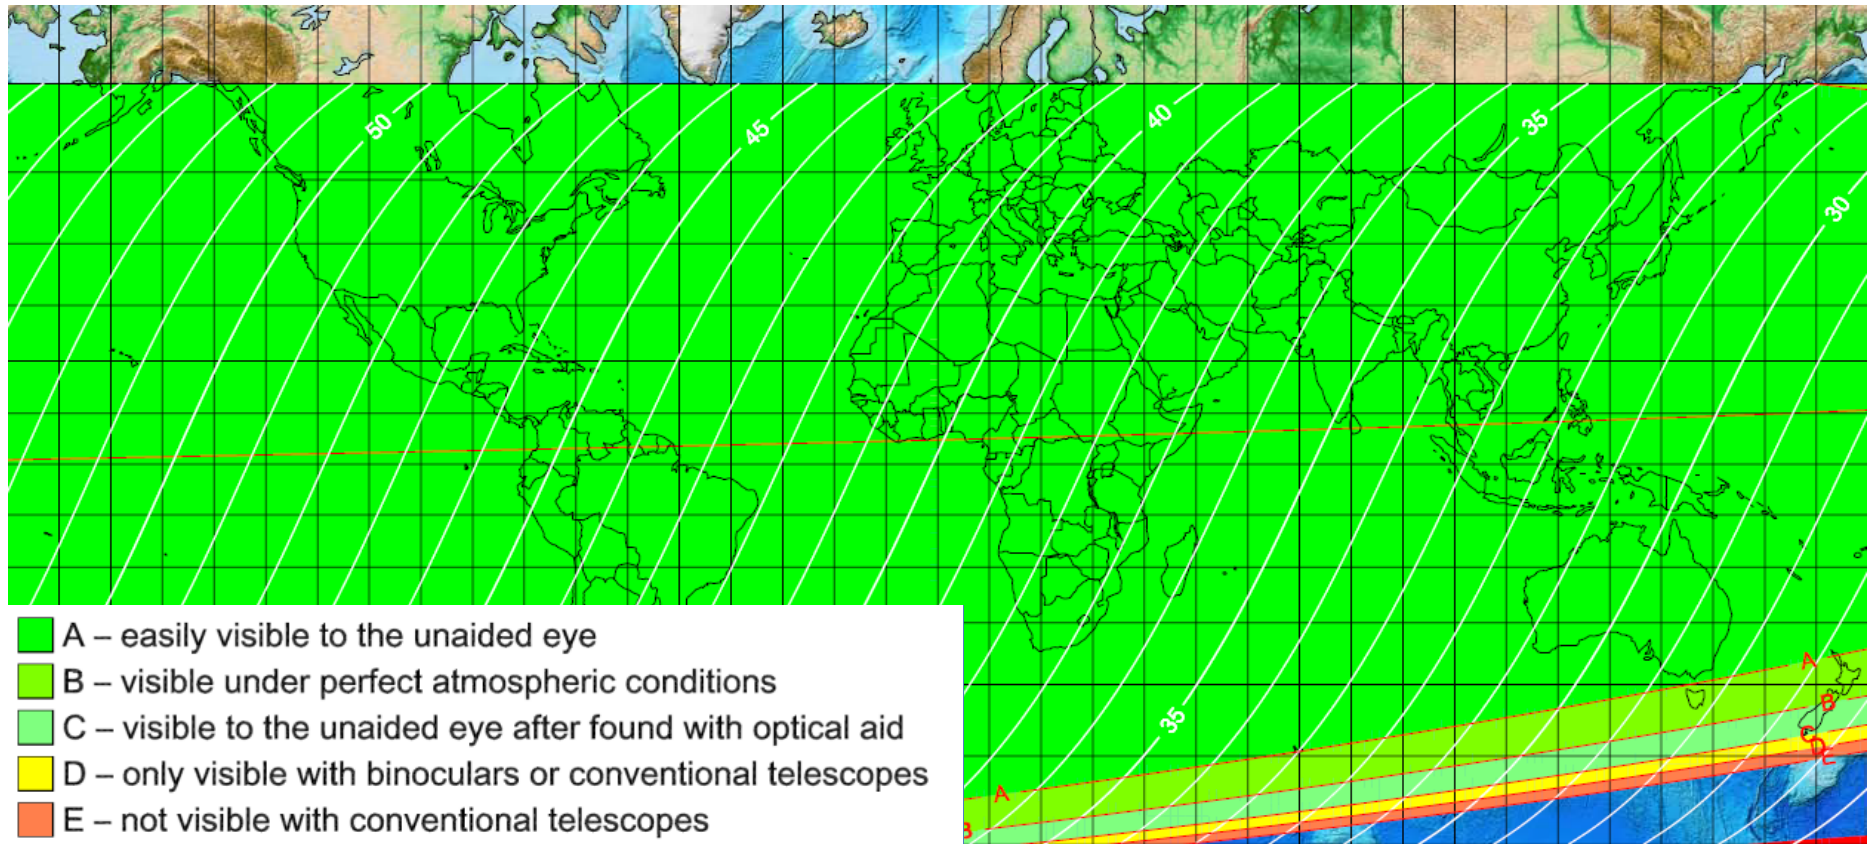 50
45
40
35
30
A
B
C
D
E
35
A
B
A – easily visible to the unaided eye
B – visible under perfect atmospheric conditions
C – visible to the unaided eye after found with optical aid
D – only visible with binoculars or conventional telescopes
E – not visible with conventional telescopes